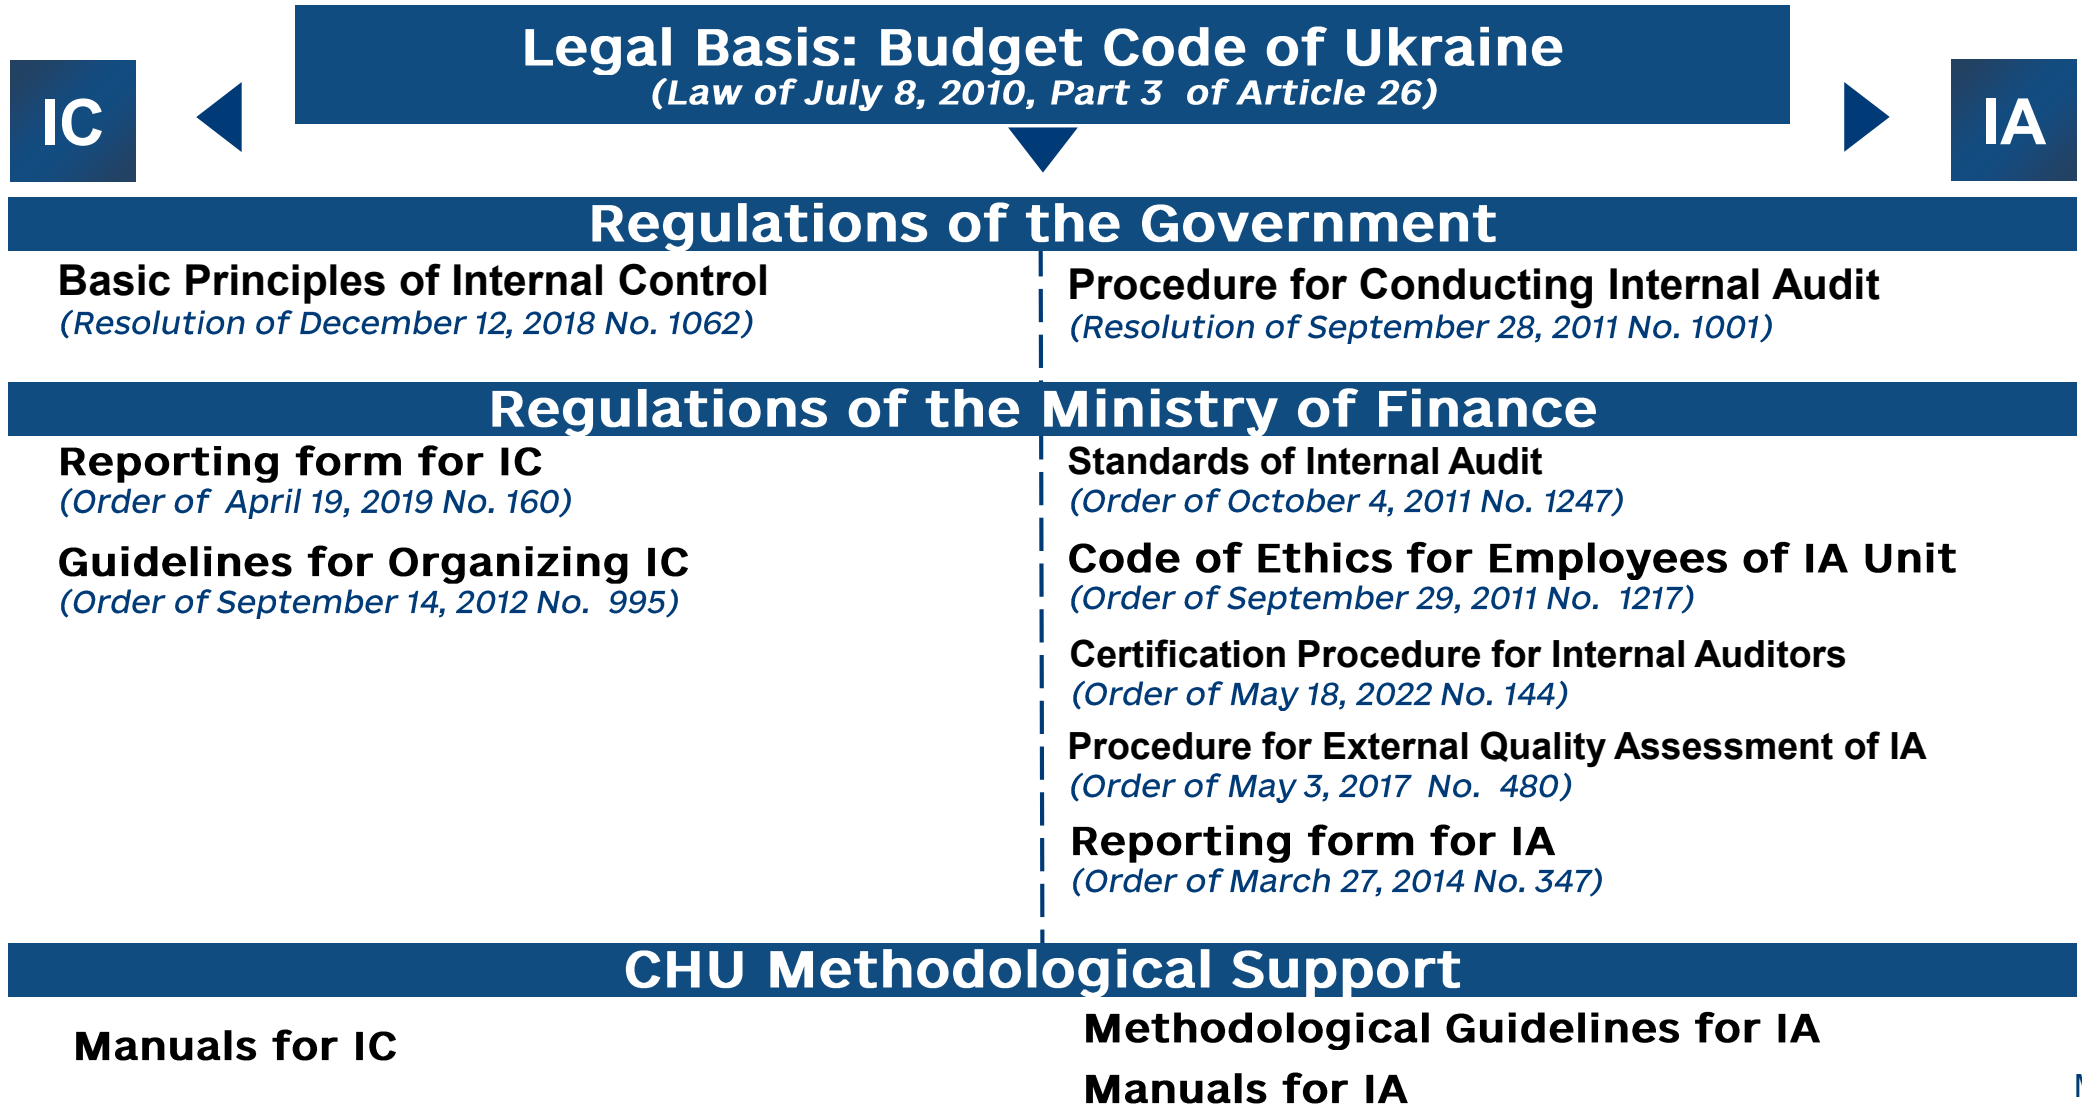 Legal Basis: Budget Code of Ukraine
(Law of July 8, 2010, Part 3 of Article 26)
IC
IA
Regulations of the Government
Basic Principles of Internal Control
(Resolution of December 12, 2018 No. 1062)
Procedure for Conducting Internal Audit
(Resolution of September 28, 2011 No. 1001)
Regulations of the Ministry of Finance
Reporting form for IC
(Order of April 19, 2019 No. 160)
Guidelines for Organizing IC
(Order of September 14, 2012 No. 995)
Standards of Internal Audit
(Order of October 4, 2011 No. 1247)
Code of Ethics for Employees of IA Unit
(Order of September 29, 2011 No. 1217)
Certification Procedure for Internal Auditors
(Order of May 18, 2022 No. 144)
Procedure for External Quality Assessment of IA
(Order of May 3, 2017 No. 480)
Reporting form for IA
(Order of March 27, 2014 No. 347)
CHU Methodological Support
Manuals for IC
Methodological Guidelines for IA
Manuals for IA